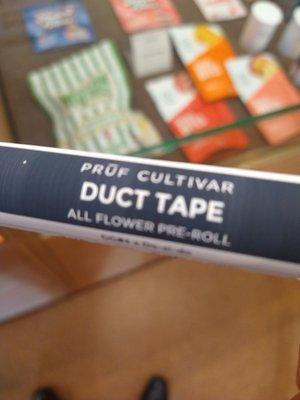 PRŪF CULTIVAR
DUCT TAPE
ALL FLOWER PRE-ROLL